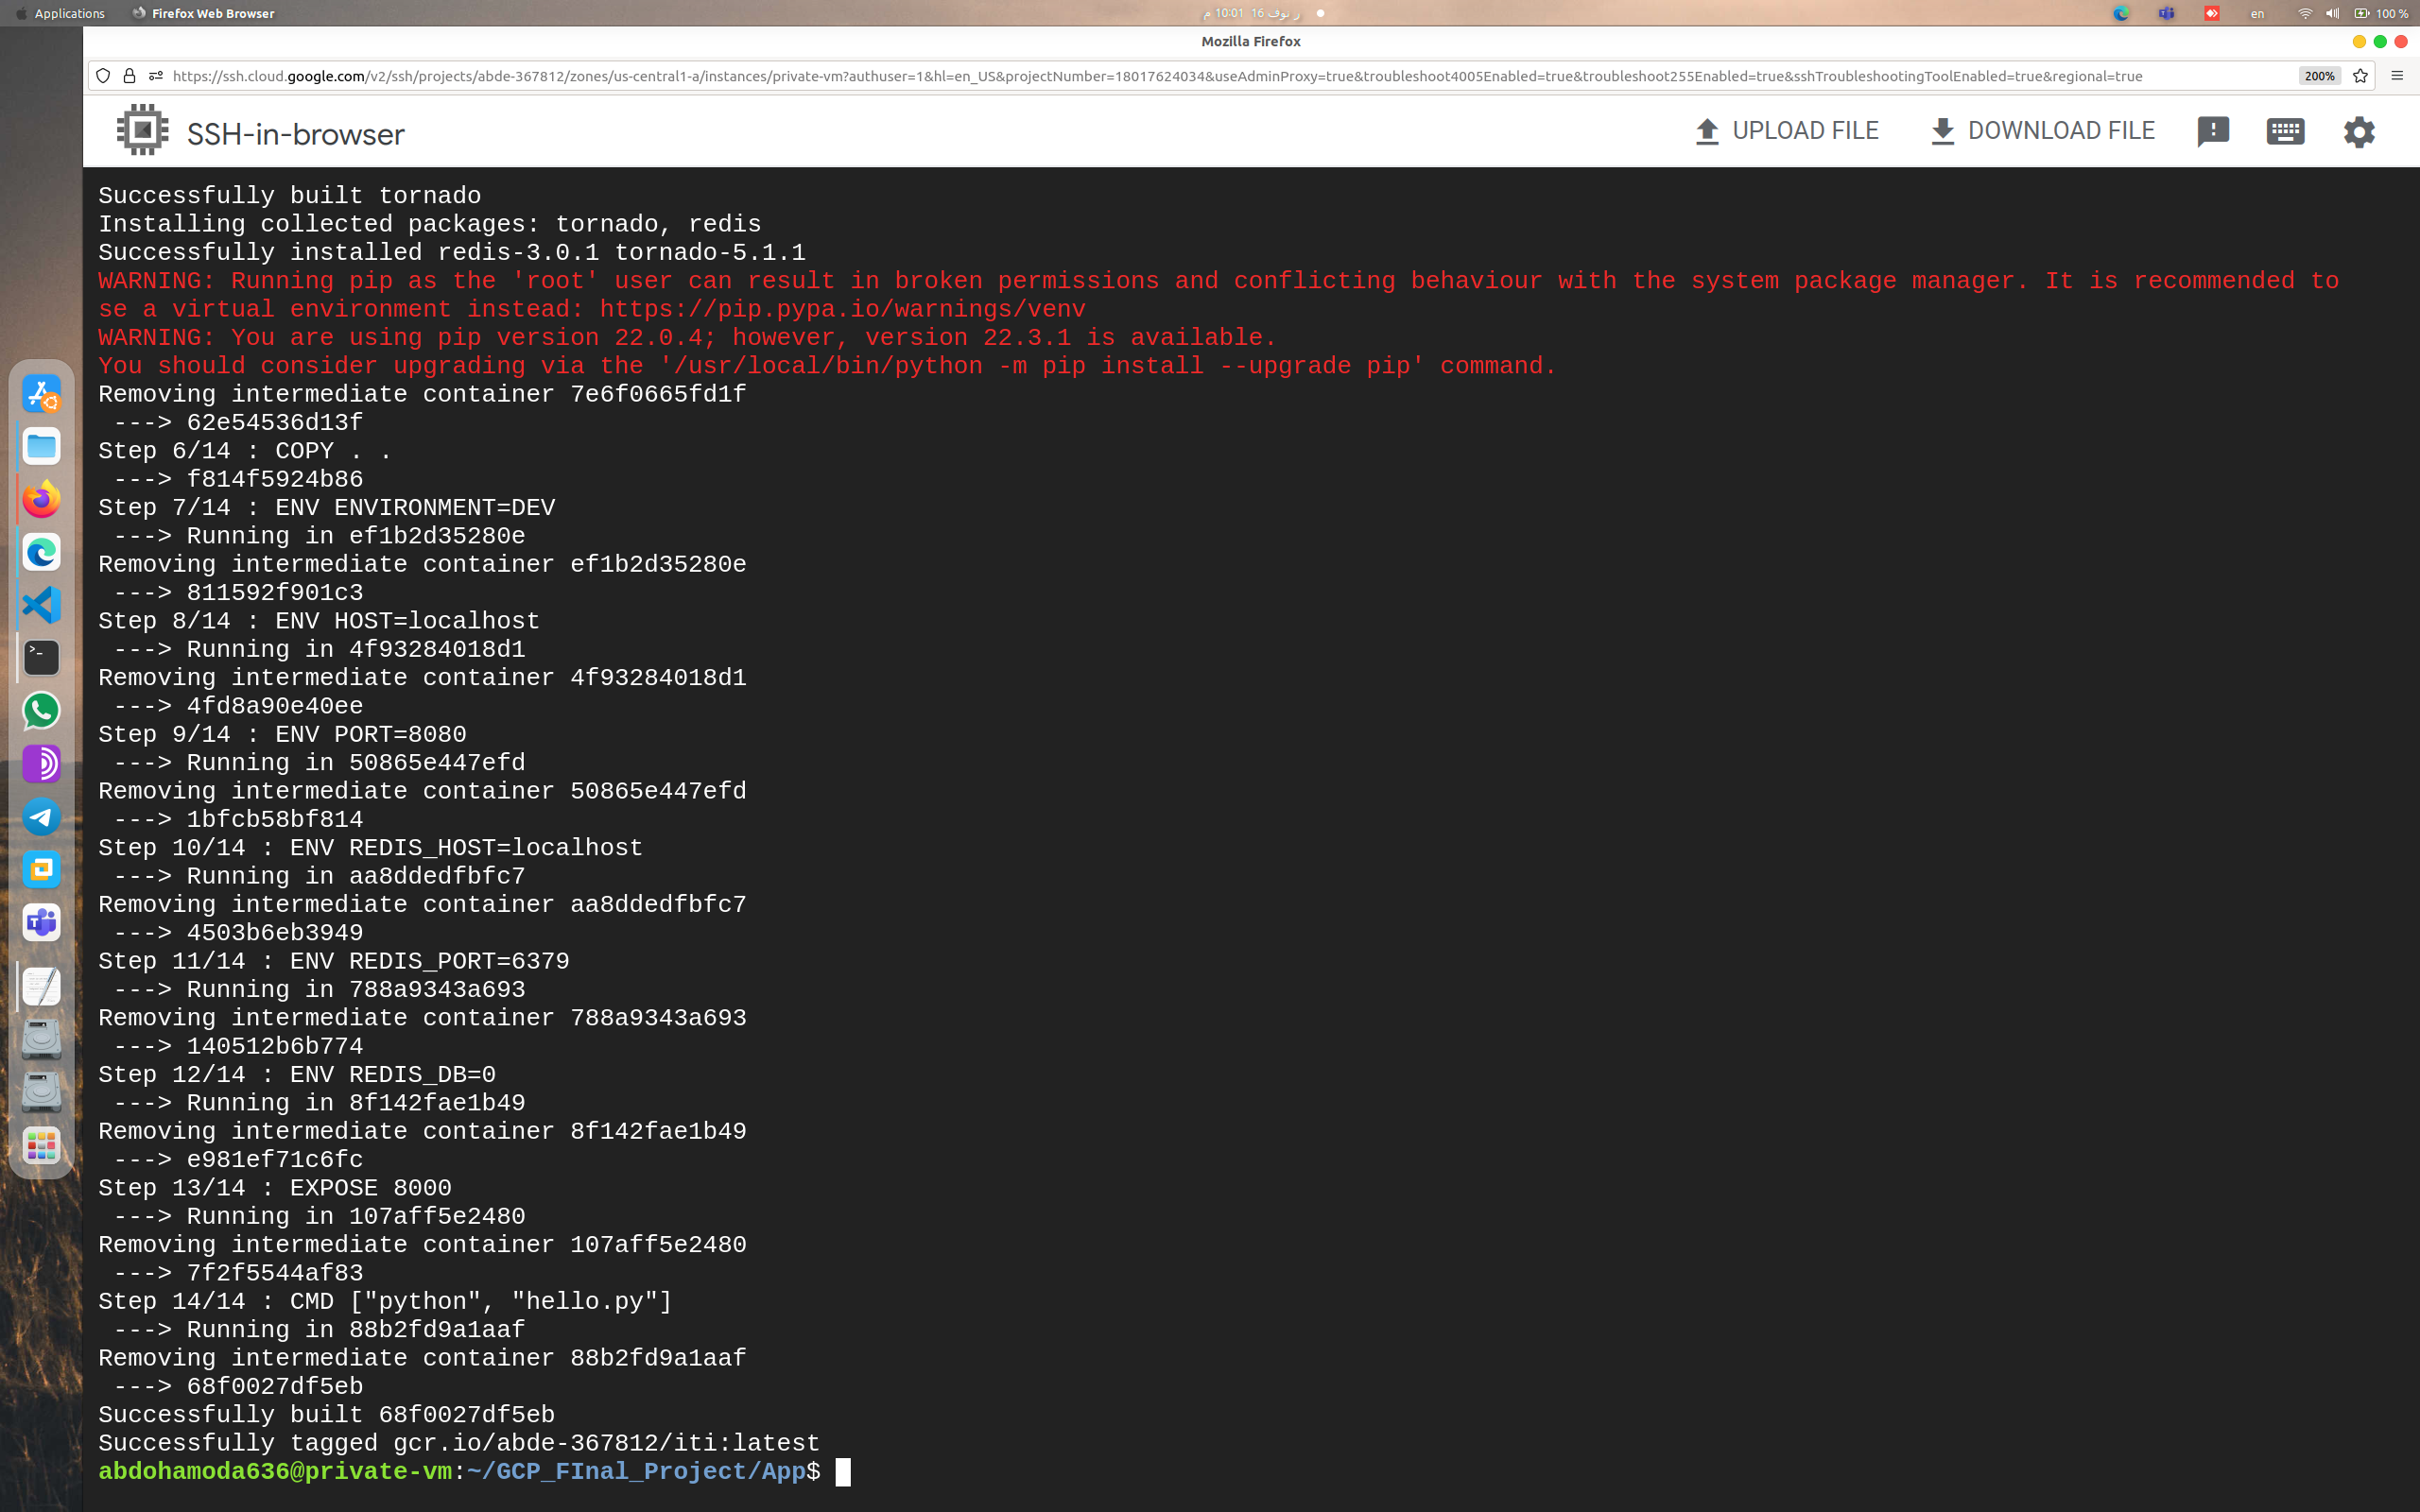 Applications Firefox Web Browser ر نوف 16 10:01 م en 100 %
Mozilla Firefox
https://ssh.cloud.google.com/v2/ssh/projects/abde-367812/zones/us-central1-a/instances/private-vm?authuser=1&hl=en_US&projectNumber=18017624034&useAdminProxy=true&troubleshoot4005Enabled=true&troubleshoot255Enabled=true&sshTroubleshootingToolEnabled=true&regional=true 200%
SSH-in-browser UPLOAD FILE DOWNLOAD FILE
Successfully built tornado
Installing collected packages: tornado, redis
Successfully installed redis-3.0.1 tornado-5.1.1
WARNING: Running pip as the 'root' user can result in broken permissions and conflicting behaviour with the system package manager. It is recommended to
se a virtual environment instead: https://pip.pypa.io/warnings/venv
WARNING: You are using pip version 22.0.4; however, version 22.3.1 is available.
You should consider upgrading via the '/usr/local/bin/python -m pip install --upgrade pip' command.
Removing intermediate container 7e6f0665fd1f
---> 62e54536d13f
Step 6/14 : COPY . .
---> f814f5924b86
Step 7/14 : ENV ENVIRONMENT=DEV
---> Running in ef1b2d35280e
Removing intermediate container ef1b2d35280e
---> 811592f901c3
Step 8/14 : ENV HOST=localhost
---> Running in 4f93284018d1
Removing intermediate container 4f93284018d1
---> 4fd8a90e40ee
Step 9/14 : ENV PORT=8080
---> Running in 50865e447efd
Removing intermediate container 50865e447efd
---> 1bfcb58bf814
Step 10/14 : ENV REDIS_HOST=localhost
---> Running in aa8ddedfbfc7
Removing intermediate container aa8ddedfbfc7
---> 4503b6eb3949
Step 11/14 : ENV REDIS_PORT=6379
---> Running in 788a9343a693
Removing intermediate container 788a9343a693
---> 140512b6b774
Step 12/14 : ENV REDIS_DB=0
---> Running in 8f142fae1b49
Removing intermediate container 8f142fae1b49
---> e981ef71c6fc
Step 13/14 : EXPOSE 8000
---> Running in 107aff5e2480
Removing intermediate container 107aff5e2480
---> 7f2f5544af83
Step 14/14 : CMD ["python", "hello.py"]
---> Running in 88b2fd9a1aaf
Removing intermediate container 88b2fd9a1aaf
---> 68f0027df5eb
Successfully built 68f0027df5eb
Successfully tagged gcr.io/abde-367812/iti:latest
abdohamoda636@private-vm:~/GCP_FInal_Project/App$